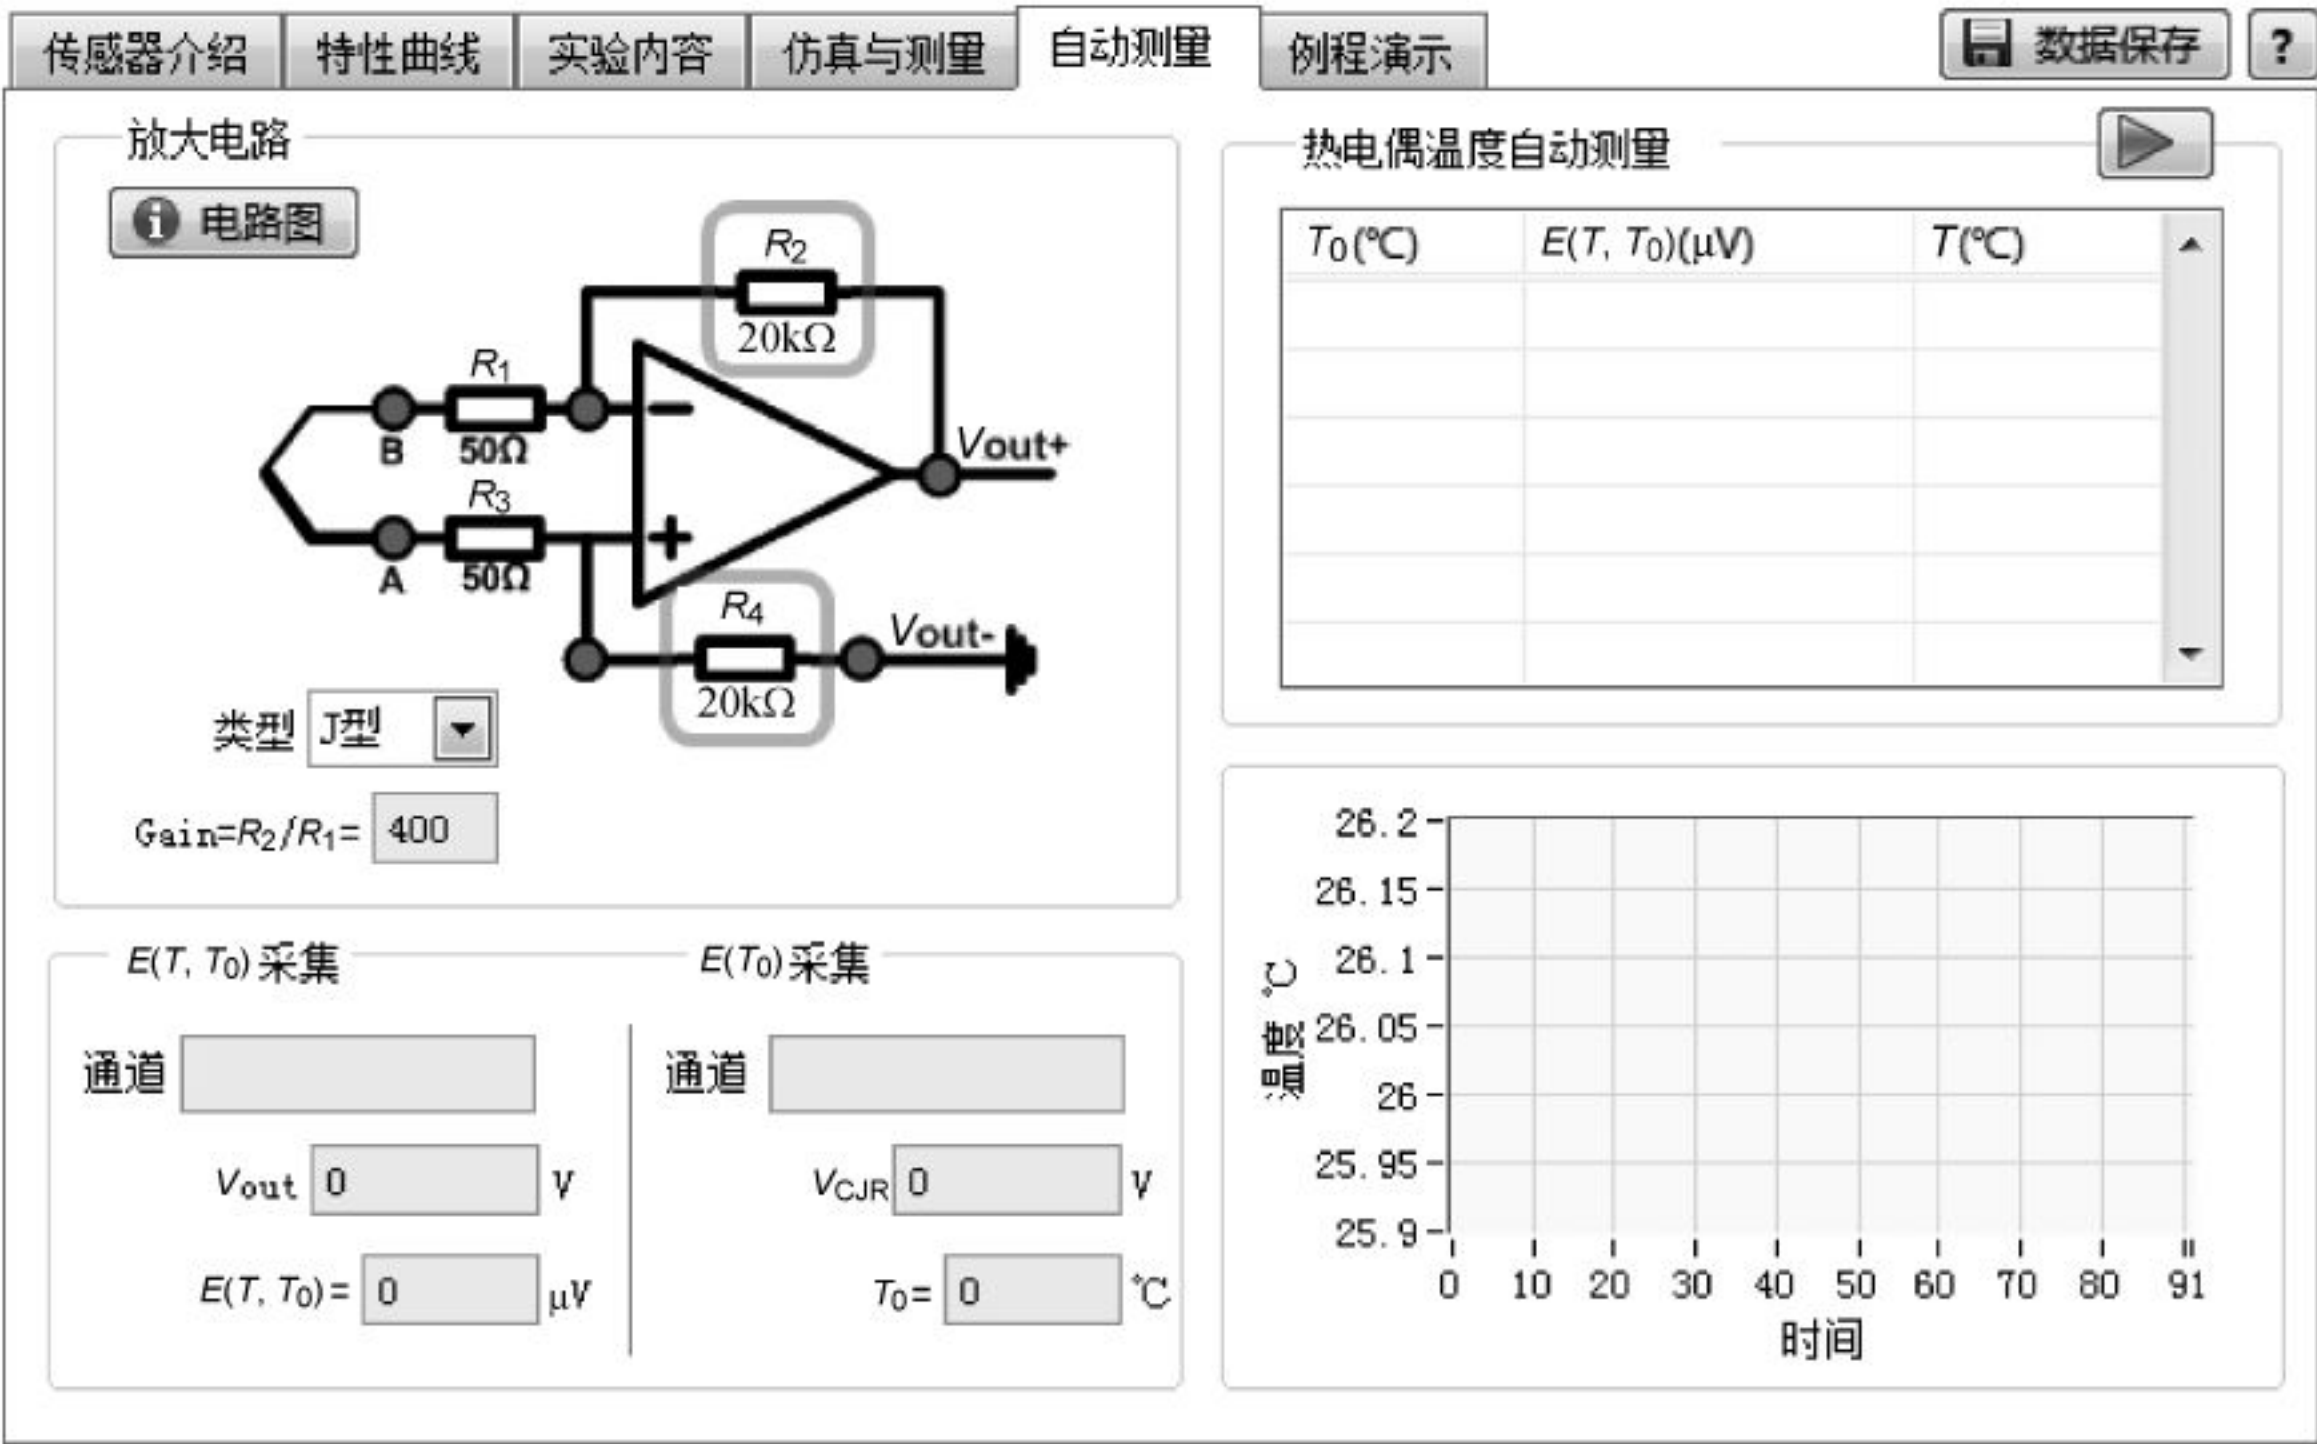 传感器介绍 特性曲线 实验内容 仿真与测量 自动测量 例程演示 数据保存 ?
放大电路
电路图
R2
20kΩ
R1
B 50Ω
Vout+
R3
A 50Ω
R4
Vout-
20kΩ
类型 J型
Gain=R2/R1= 400
热电偶温度自动测量
T0(℃) E(T, T0)(μV) T(℃)
E(T, T0)采集
通道
Vout 0 V
E(T, T0)= 0 μV
E(T0)采集
通道
VCJR 0 V
T0= 0 ℃
温度 ℃
26.2
26.15
26.1
26.05
26
25.95
25.9
0 10 20 30 40 50 60 70 80 91
时间